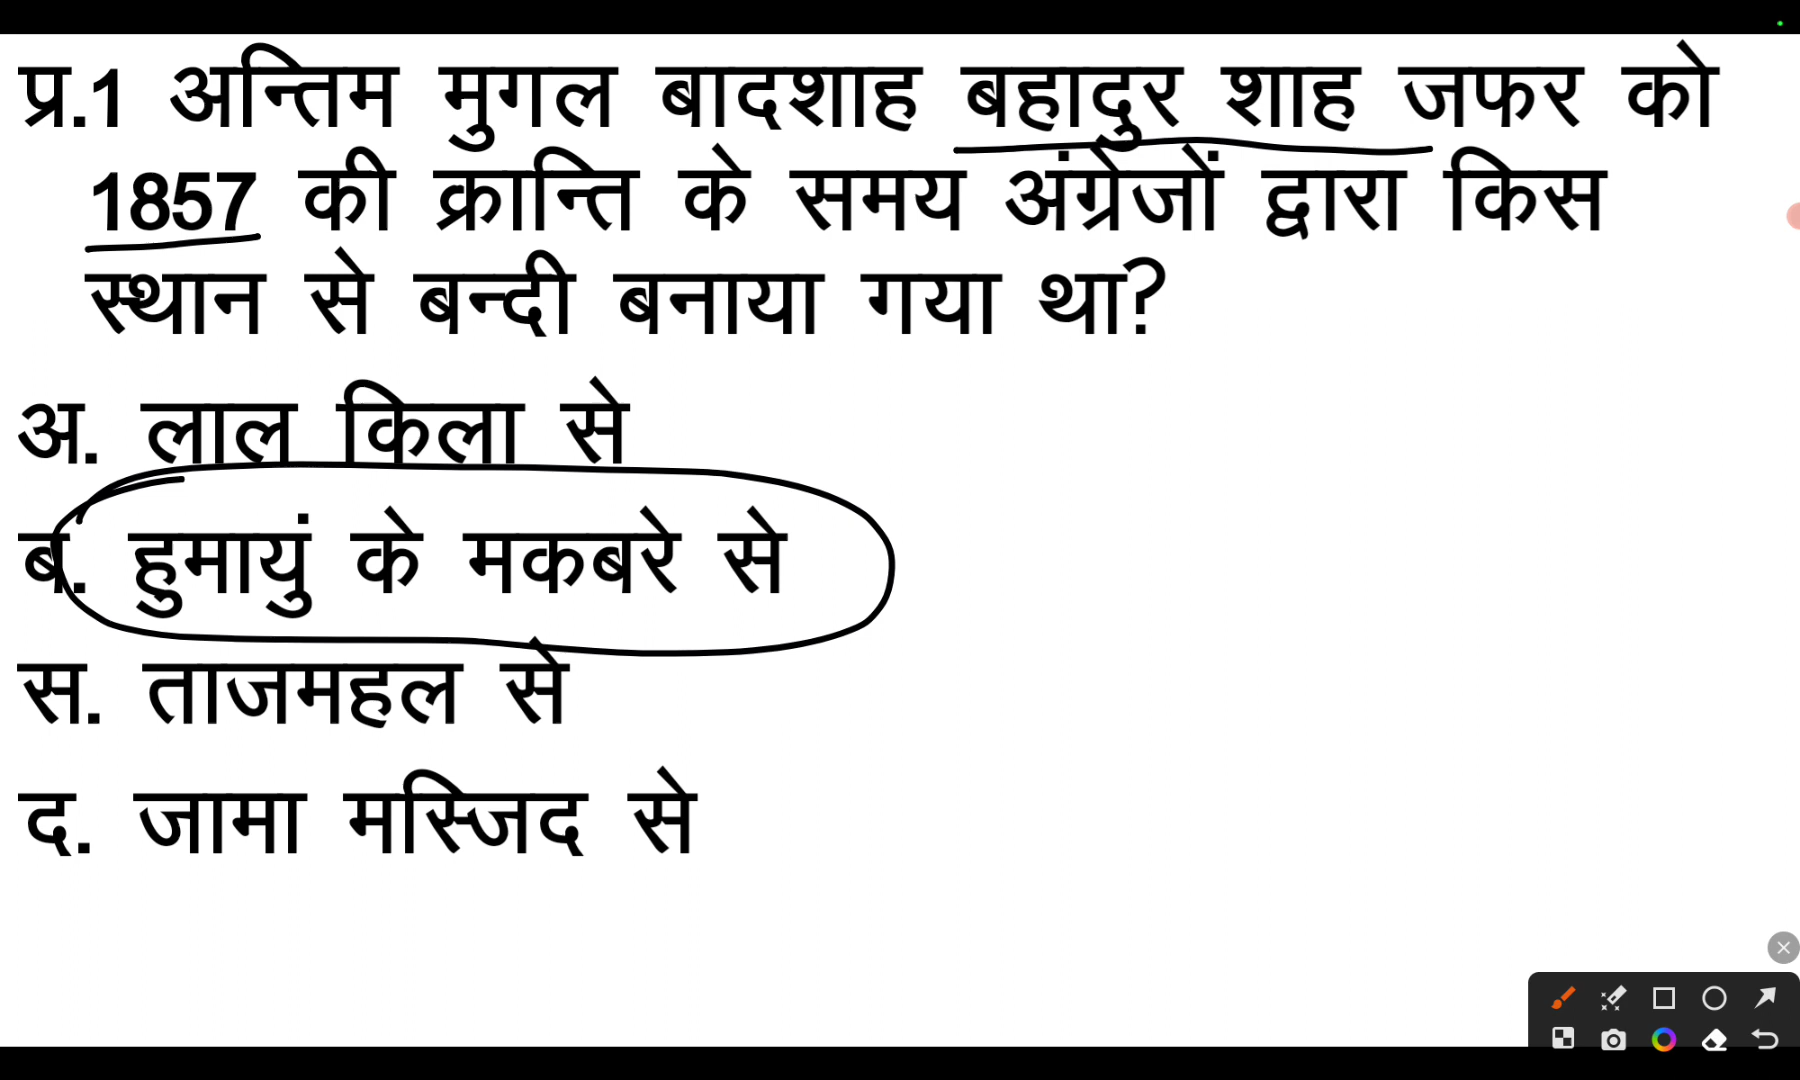 प्र.1 अन्तिम मुगल बादशाह बहादुर शाह जफर को
1857 की क्रान्ति के समय अंग्रेजों द्वारा किस
स्थान से बन्दी बनाया गया था?
अ. लाल किला से
ब. हुमायुं के मकबरे से
स. ताजमहल से
द. जामा मस्जिद से